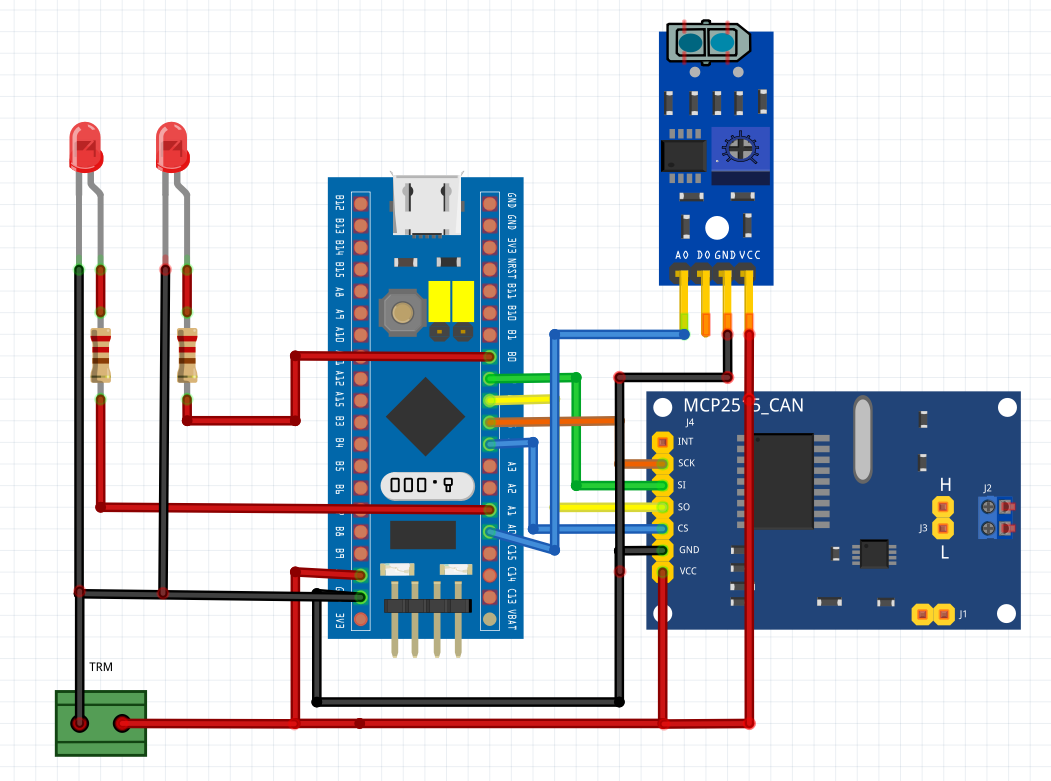 A0 D0 GND VCC
MCP2515_CAN
J4
INT
SCK
SI
SO
CS
GND
VCC
H
J3
L
J2
J1
B12
B13
B14
B15
A8
A9
A10
A12
A15
B3
B4
B5
B6
B8
B9
3V3
GND
GND
3V3
NRST
B11
B10
B1
B0
A3
A2
A1
A0
C15
C14
C13
VBAT
TRM